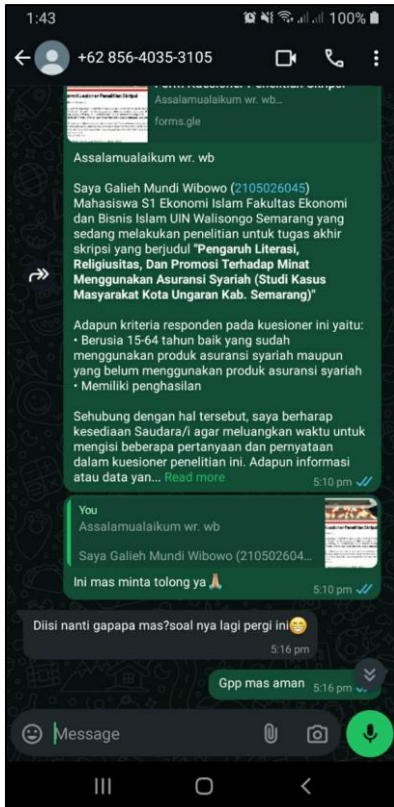 1:43
100%
+62 856-4035-3105
Form Kuesioner Penelitian Skripsi
Assalamualaikum wr. wb...
forms.gle
Assalamualaikum wr. wb
Saya Galieh Mundi Wibowo (2105026045)
Mahasiswa S1 Ekonomi Islam Fakultas Ekonomi
dan Bisnis Islam UIN Walisongo Semarang yang
sedang melakukan penelitian untuk tugas akhir
skripsi yang berjudul "Pengaruh Literasi,
Religiusitas, Dan Promosi Terhadap Minat
Menggunakan Asuransi Syariah (Studi Kasus
Masyarakat Kota Ungaran Kab. Semarang)"
Adapun kriteria responden pada kuesioner ini yaitu:
• Berusia 15-64 tahun baik yang sudah
menggunakan produk asuransi syariah maupun
yang belum menggunakan produk asuransi syariah
• Memiliki penghasilan
Sehubung dengan hal tersebut, saya berharap
kesediaan Saudara/i agar meluangkan waktu untuk
mengisi beberapa pertanyaan dan pernyataan
dalam kuesioner penelitian ini. Adapun informasi
atau data yan... Read more
5:10 pm
You
Assalamualaikum wr. wb
Saya Galieh Mundi Wibowo (210502604...
Ini mas minta tolong ya🙏🏼
5:10 pm
Diisi nanti gapapa mas?soal nya lagi pergi ini😁
5:16 pm
Gpp mas aman 5:16 pm
Message